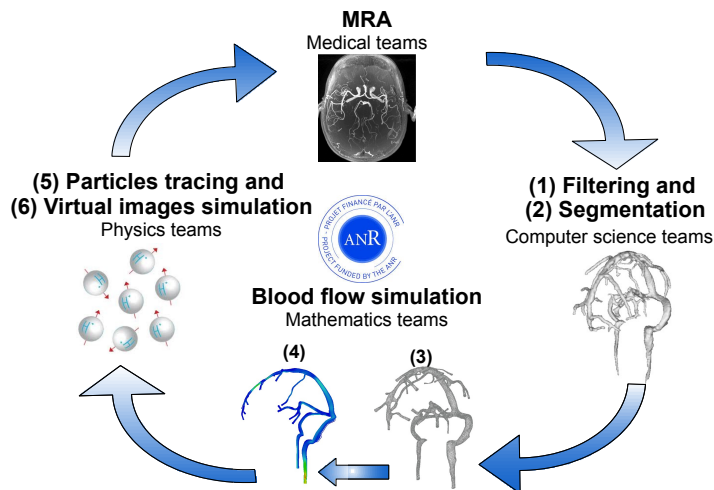 MRA
Medical teams
(1) Filtering and
(2) Segmentation
Computer science teams
(5) Particles tracing and
(6) Virtual images simulation
Physics teams
PROJET FINANCÉ PAR L'ANR -
PROJECT FUNDED BY THE ANR -
ANR
Blood flow simulation
Mathematics teams
(4)
(3)